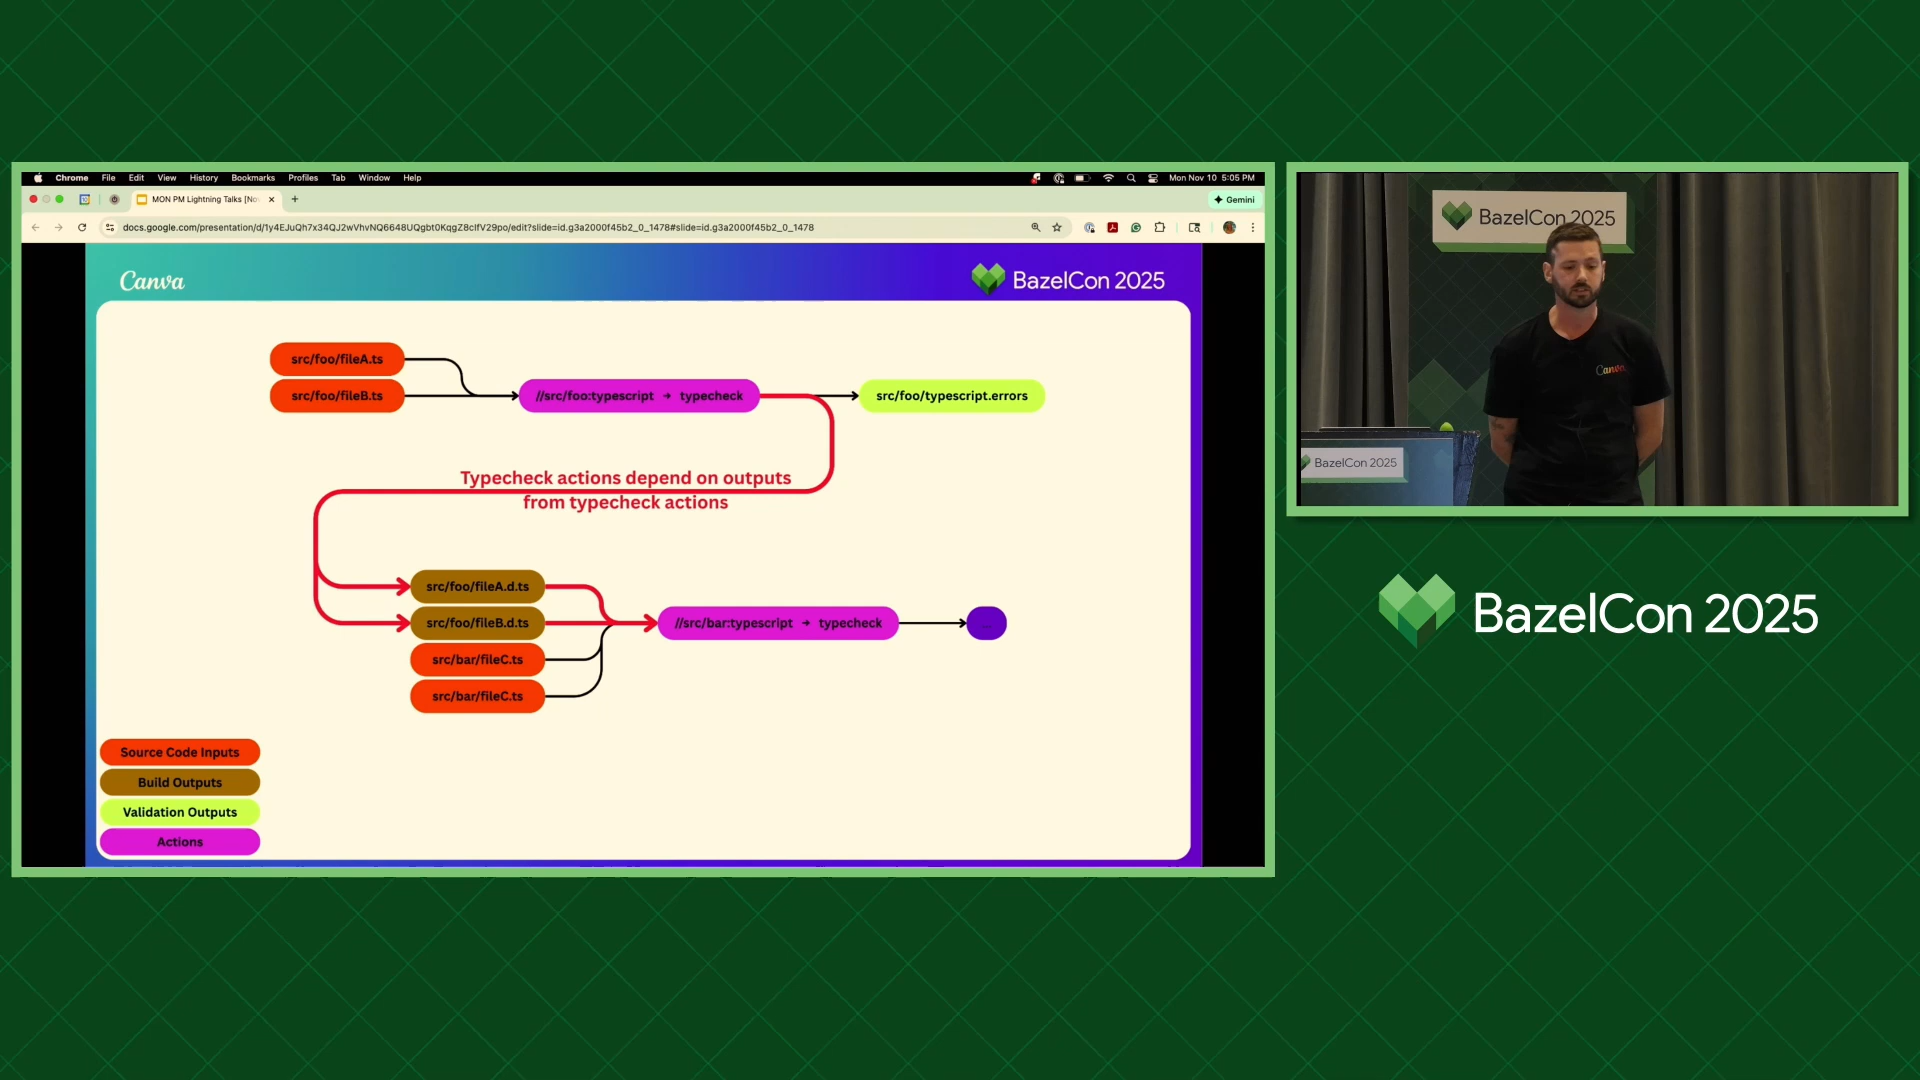 Chrome File Edit View History Bookmarks Profiles Tab Window Help
Mon Nov 10 5:05 PM
MON PM Lightning Talks [No
Gemini
docs.google.com/presentation/d/1y4EJuQh7x34QJ2wVhvNQ6648UQgbt0KqgZ8clfV29po/edit?slide=id.g3a2000f45b2_0_1478#slide=id.g3a2000f45b2_0_1478
Canva
BazelCon 2025
src/foo/fileA.ts
src/foo/fileB.ts
//src/foo:typescript → typecheck
src/foo/typescript.errors
Typecheck actions depend on outputs
from typecheck actions
src/foo/fileA.d.ts
src/foo/fileB.d.ts
src/bar/fileC.ts
src/bar/fileC.ts
//src/bar:typescript → typecheck
...
Source Code Inputs
Build Outputs
Validation Outputs
Actions
BazelCon 2025
Canva
BazelCon 2025
BazelCon 2025